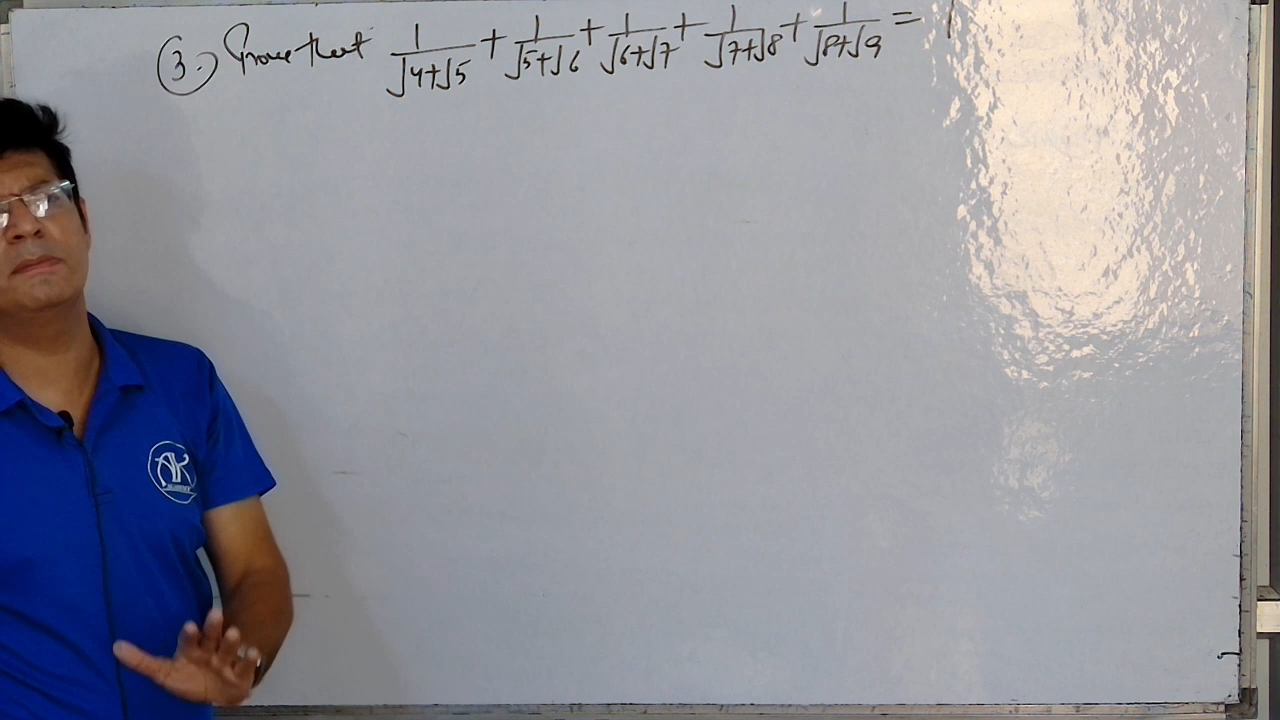 (3.) Prove that 1/(√4+√5) + 1/(√5+√6) + 1/(√6+√7) + 1/(√7+√8) + 1/(√8+√9) = 1
AK